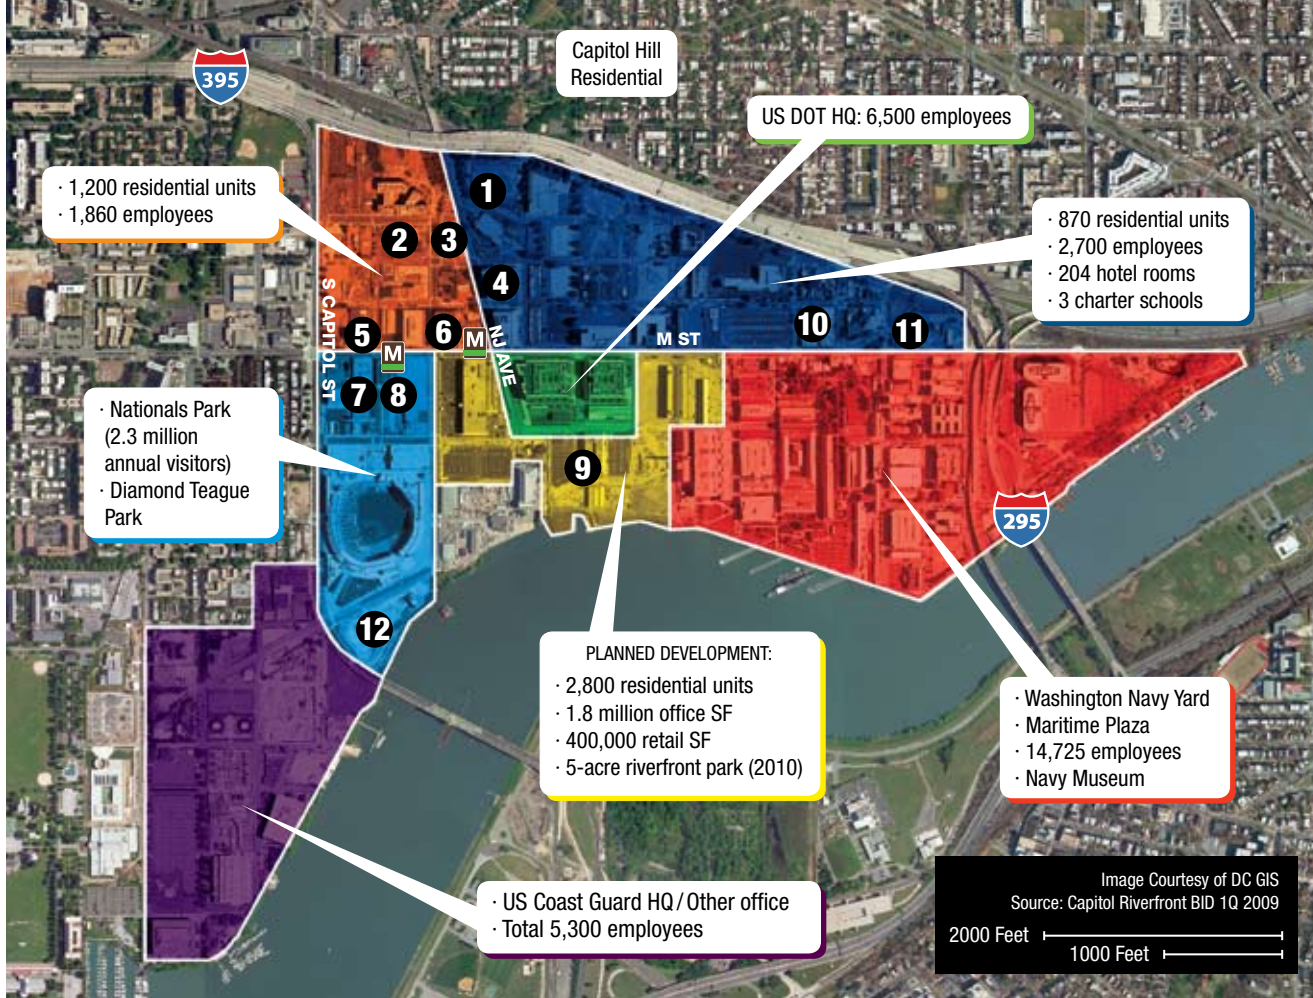 395
Capitol Hill
Residential
US DOT HQ: 6,500 employees
· 1,200 residential units
· 1,860 employees
· 870 residential units
· 2,700 employees
· 204 hotel rooms
· 3 charter schools
1
2
3
4
5
6
10
11
S CAPITOL ST
M
M
NJ AVE
M ST
7
8
9
· Nationals Park
(2.3 million
annual visitors)
· Diamond Teague
Park
295
12
PLANNED DEVELOPMENT:
· 2,800 residential units
· 1.8 million office SF
· 400,000 retail SF
· 5-acre riverfront park (2010)
· Washington Navy Yard
· Maritime Plaza
· 14,725 employees
· Navy Museum
· US Coast Guard HQ / Other office
· Total 5,300 employees
Image Courtesy of DC GIS
Source: Capitol Riverfront BID 1Q 2009
2000 Feet
1000 Feet